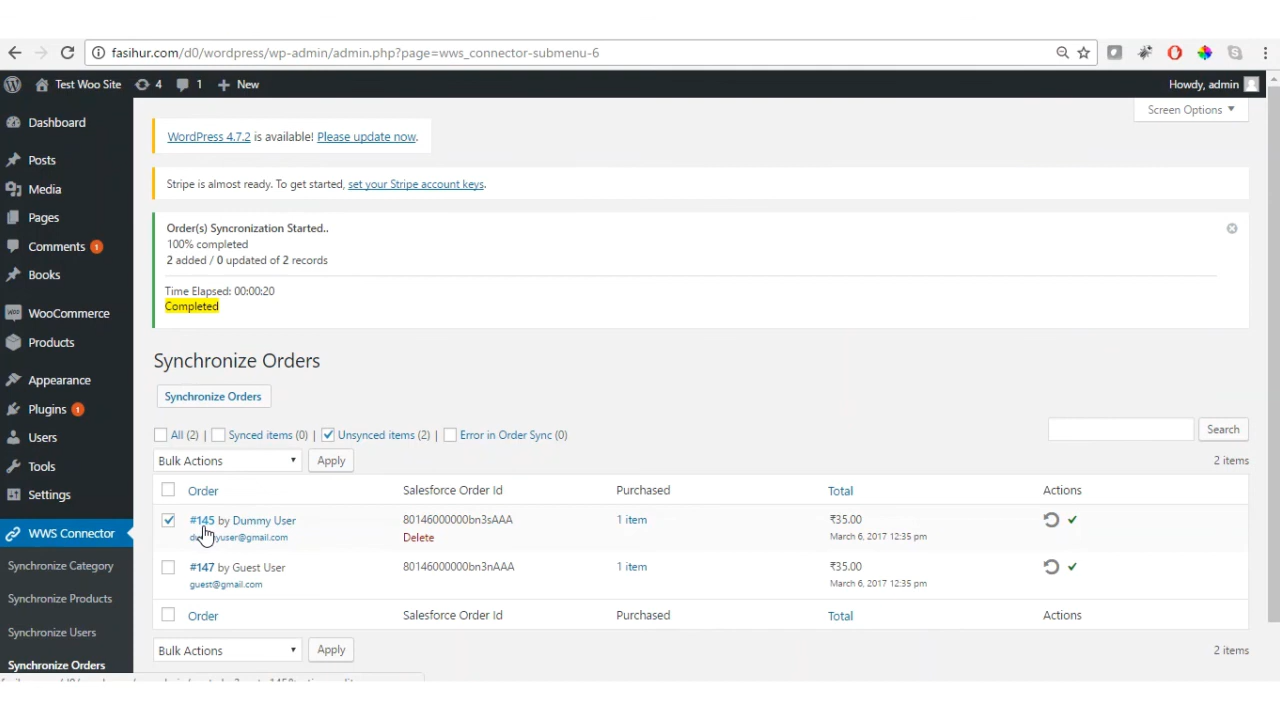 fasihur.com/d0/wordpress/wp-admin/admin.php?page=wws_connector-submenu-6
Test Woo Site 4 1 New Howdy, admin
Screen Options
Dashboard
Posts
Media
Pages
Comments 1
Books
WooCommerce
Products
Appearance
Plugins 1
Users
Tools
Settings
WWS Connector
Synchronize Category
Synchronize Products
Synchronize Users
Synchronize Orders
WordPress 4.7.2 is available! Please update now.
Stripe is almost ready. To get started, set your Stripe account keys.
Order(s) Syncronization Started..
100% completed
2 added / 0 updated of 2 records
Time Elapsed: 00:00:20
Completed
Synchronize Orders
Synchronize Orders
All (2) | Synced items (0) | Unsynced items (2) | Error in Order Sync (0)
Search
Bulk Actions Apply 2 items
Order Salesforce Order Id Purchased Total Actions
#145 by Dummy User 80146000000bn3sAAA 1 item ₹35.00
Delete March 6, 2017 12:35 pm
#147 by Guest User 80146000000bn3nAAA 1 item ₹35.00
guest@gmail.com March 6, 2017 12:35 pm
Order Salesforce Order Id Purchased Total Actions
Bulk Actions Apply 2 items